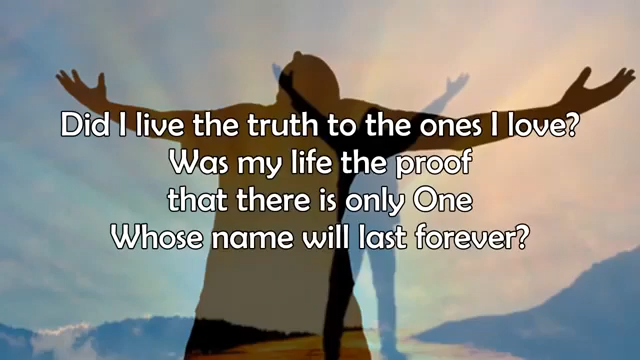 Did I live the truth to the ones I love?
Was my life the proof
that there is only One
Whose name will last forever?